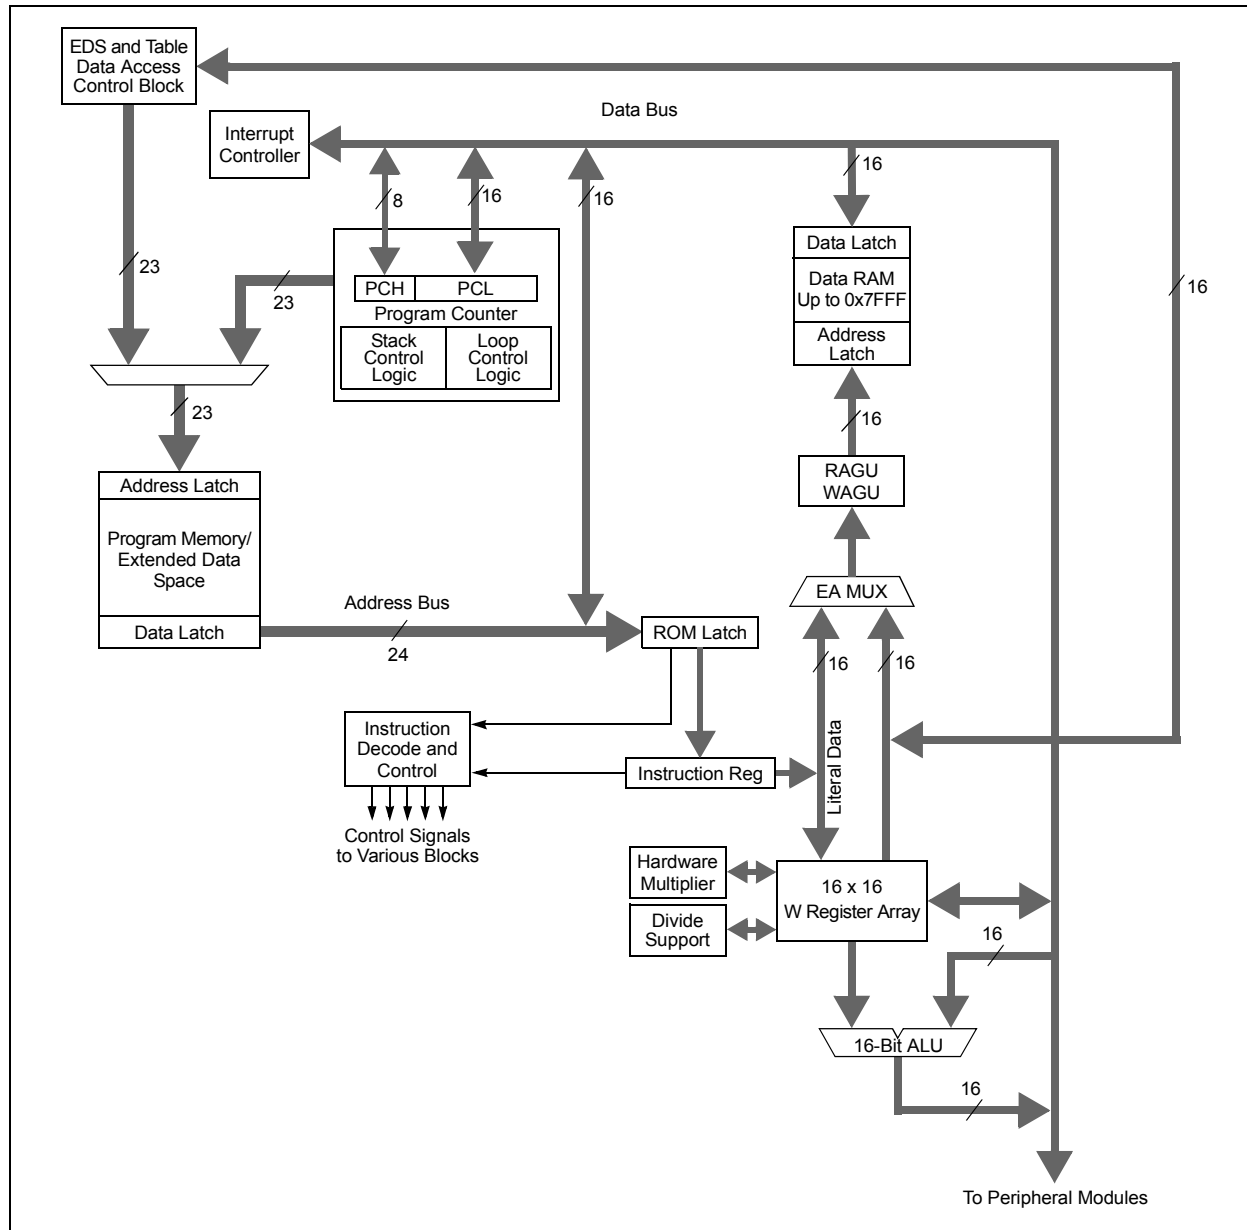 EDS and Table
Data Access
Control Block
Data Bus
Interrupt
Controller
16
8
16
16
Data Latch
Data RAM
Up to 0x7FFF
Address
Latch
23
23
16
PCH
PCL
Program Counter
Stack
Control
Logic
Loop
Control
Logic
23
16
RAGU
WAGU
Address Latch
Program Memory/
Extended Data
Space
Data Latch
EA MUX
Address Bus
24
ROM Latch
16
16
Instruction
Decode and
Control
Instruction Reg
Literal Data
Control Signals
to Various Blocks
Hardware
Multiplier
Divide
Support
16 x 16
W Register Array
16
16-Bit ALU
16
To Peripheral Modules